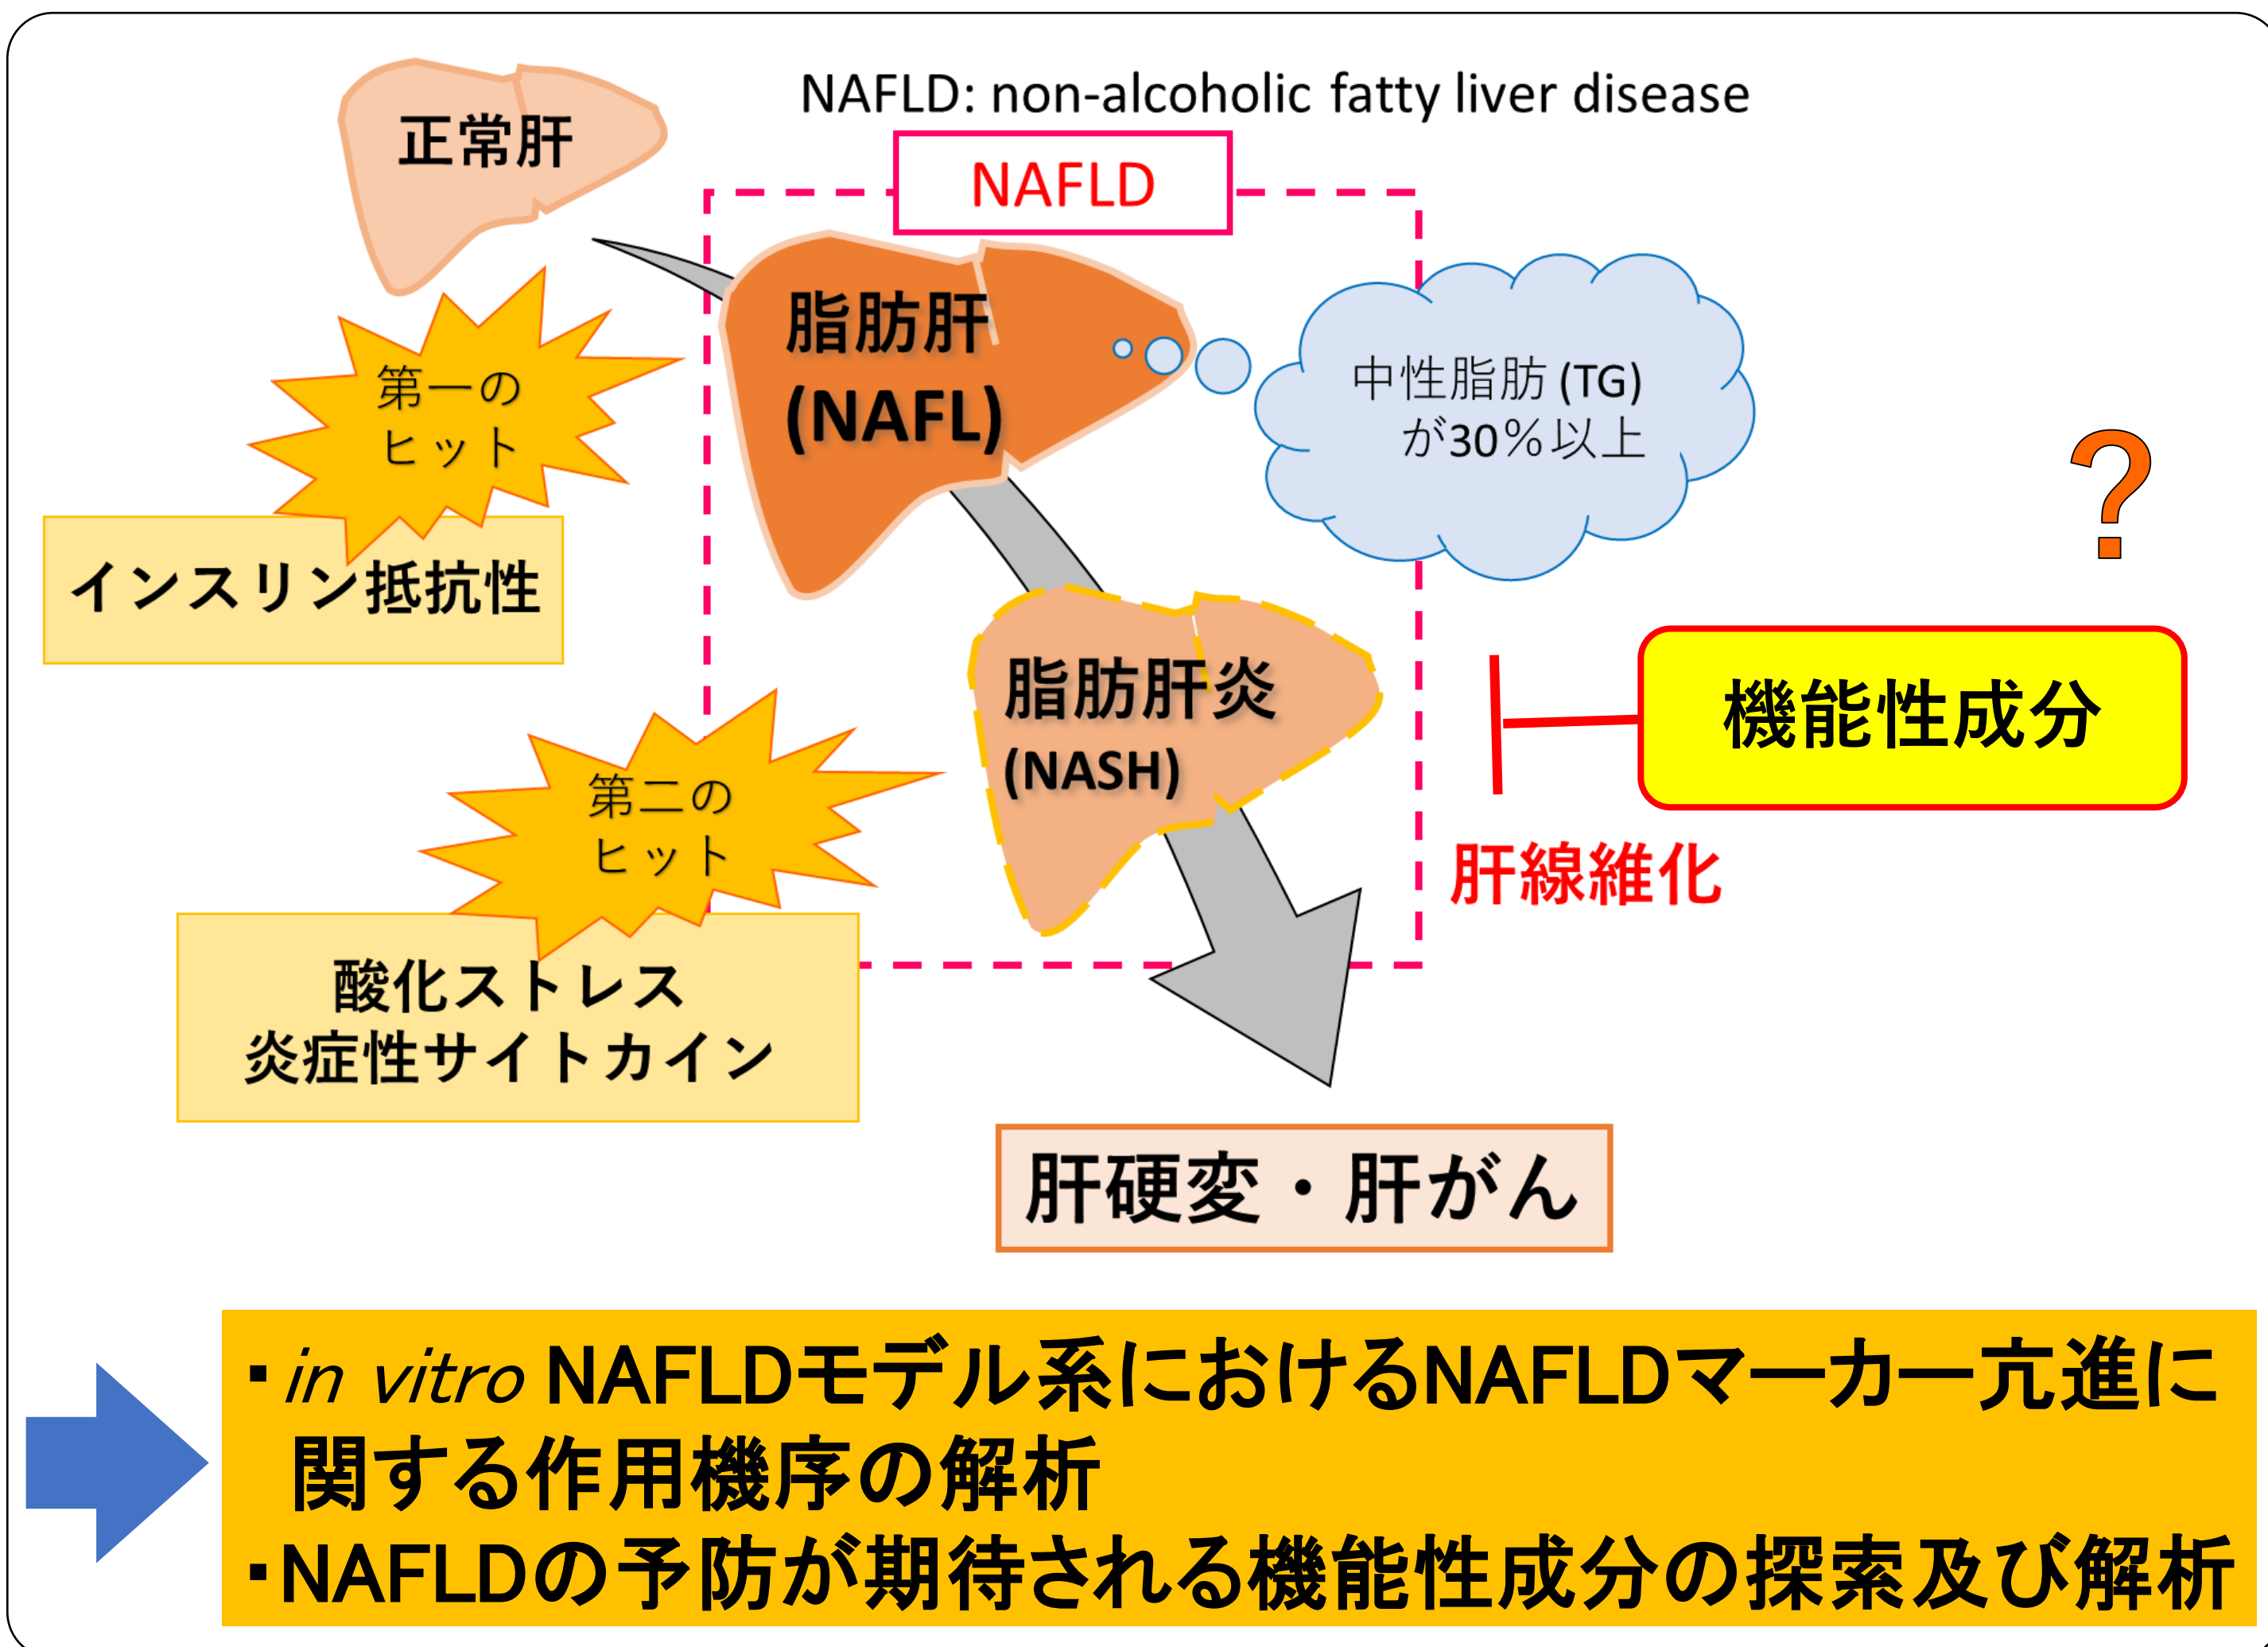 正常肝
NAFLD: non-alcoholic fatty liver disease
NAFLD
脂肪肝
(NAFL)
中性脂肪 (TG)
が30％以上
第一の
ヒット
インスリン抵抗性
?
脂肪肝炎
(NASH)
機能性成分
第二の
ヒット
肝線維化
酸化ストレス
炎症性サイトカイン
肝硬変・肝がん
･in vitro NAFLDモデル系におけるNAFLDマーカー亢進に
関する作用機序の解析
･NAFLDの予防が期待される機能性成分の探索及び解析